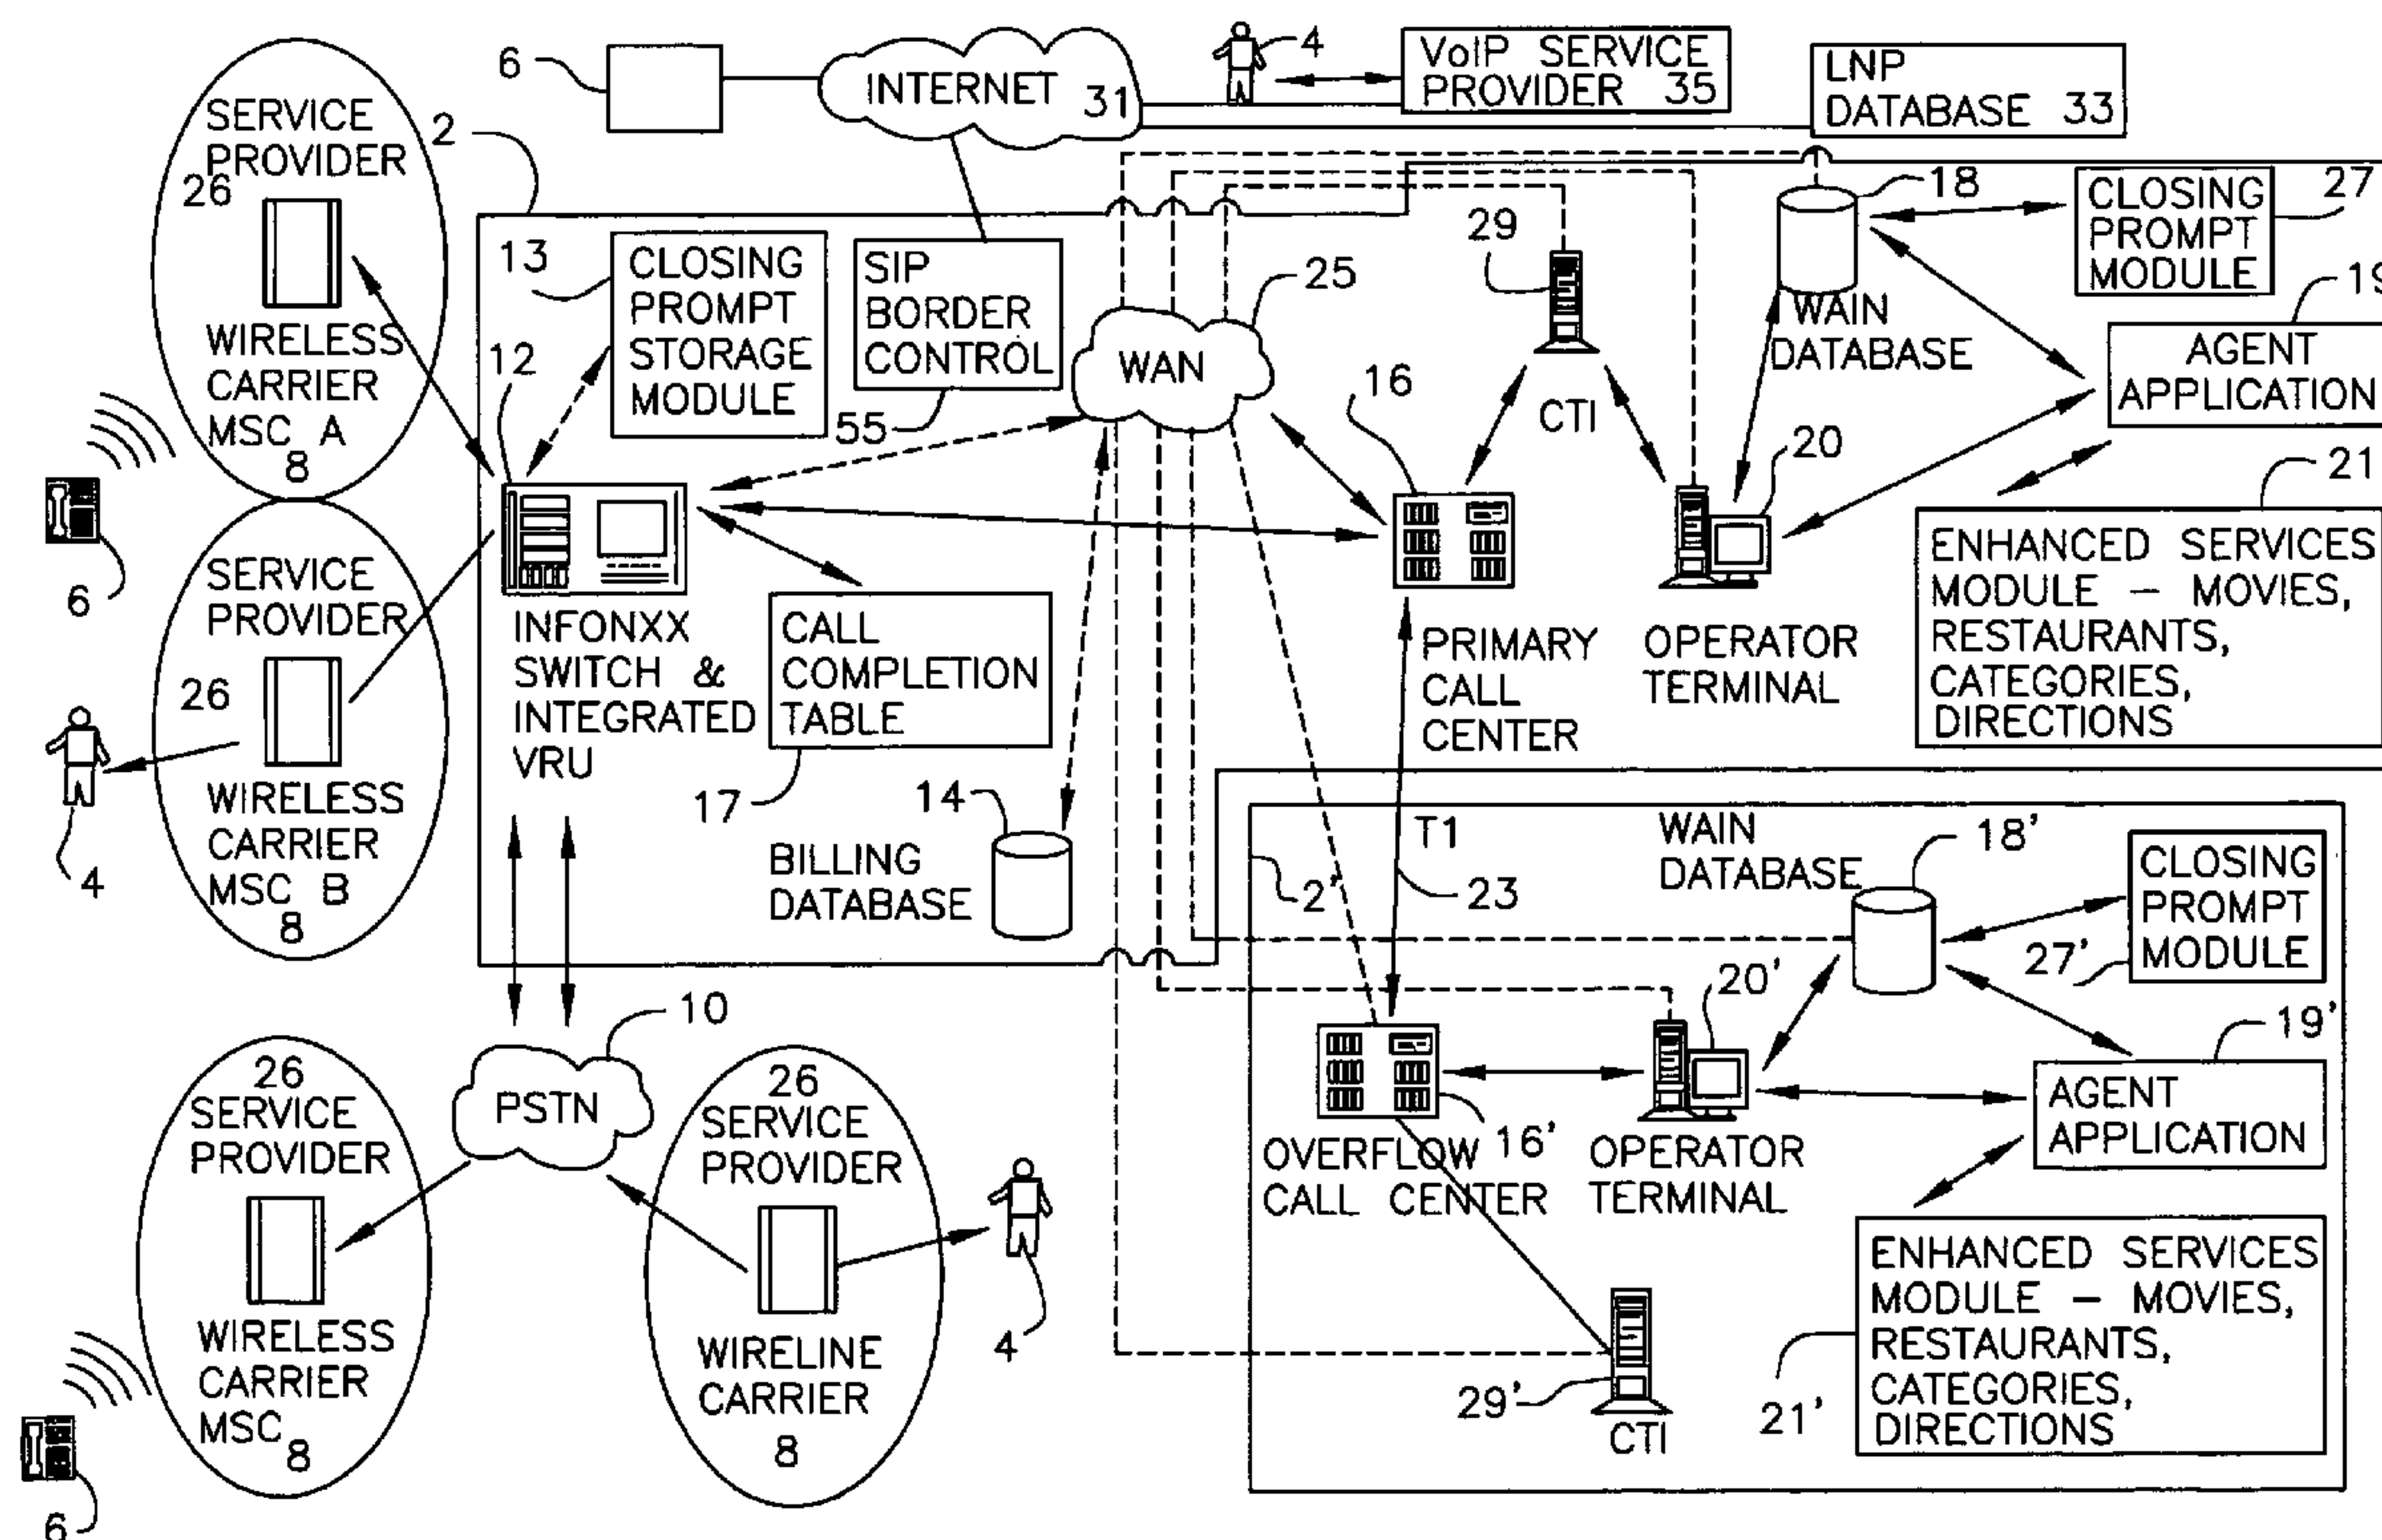 6
INTERNET 31
4
VoIP SERVICE
PROVIDER 35
LNP
DATABASE 33
SERVICE
PROVIDER
26
WIRELESS
CARRIER
MSC A
8
2
6
SERVICE
PROVIDER
26
WIRELESS
CARRIER
MSC B
8
4
13
CLOSING
PROMPT
STORAGE
MODULE
SIP
BORDER
CONTROL
55
12
INFONXX
SWITCH &
INTEGRATED
VRU
CALL
COMPLETION
TABLE
17
14
BILLING
DATABASE
WAN
25
16
PRIMARY
CALL
CENTER
29
CTI
20
OPERATOR
TERMINAL
18
WAIN
DATABASE
CLOSING
PROMPT
MODULE
27
19
AGENT
APPLICATION
21
ENHANCED SERVICES
MODULE – MOVIES,
RESTAURANTS,
CATEGORIES,
DIRECTIONS
T1
23
2'
WAIN
DATABASE
18'
CLOSING
PROMPT
MODULE
27'
20'
19'
AGENT
APPLICATION
16'
OVERFLOW
CALL CENTER
OPERATOR
TERMINAL
ENHANCED SERVICES
MODULE – MOVIES,
RESTAURANTS,
CATEGORIES,
DIRECTIONS
21'
29'
CTI
10
PSTN
26
SERVICE
PROVIDER
WIRELESS
CARRIER
MSC
8
6
26
SERVICE
PROVIDER
WIRELINE
CARRIER
8
4